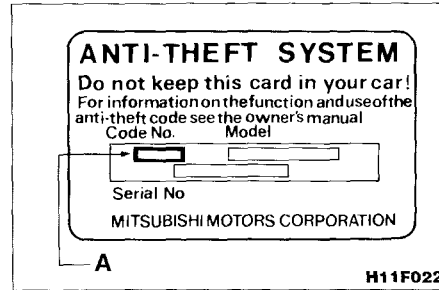 ANTI-THEFT SYSTEM
Do not keep this card in your car!
For information on the function and use of the
anti-theft code see the owner's manual
Code No. Model
Serial No
MITSUBISHI MOTORS CORPORATION
A
H11F022